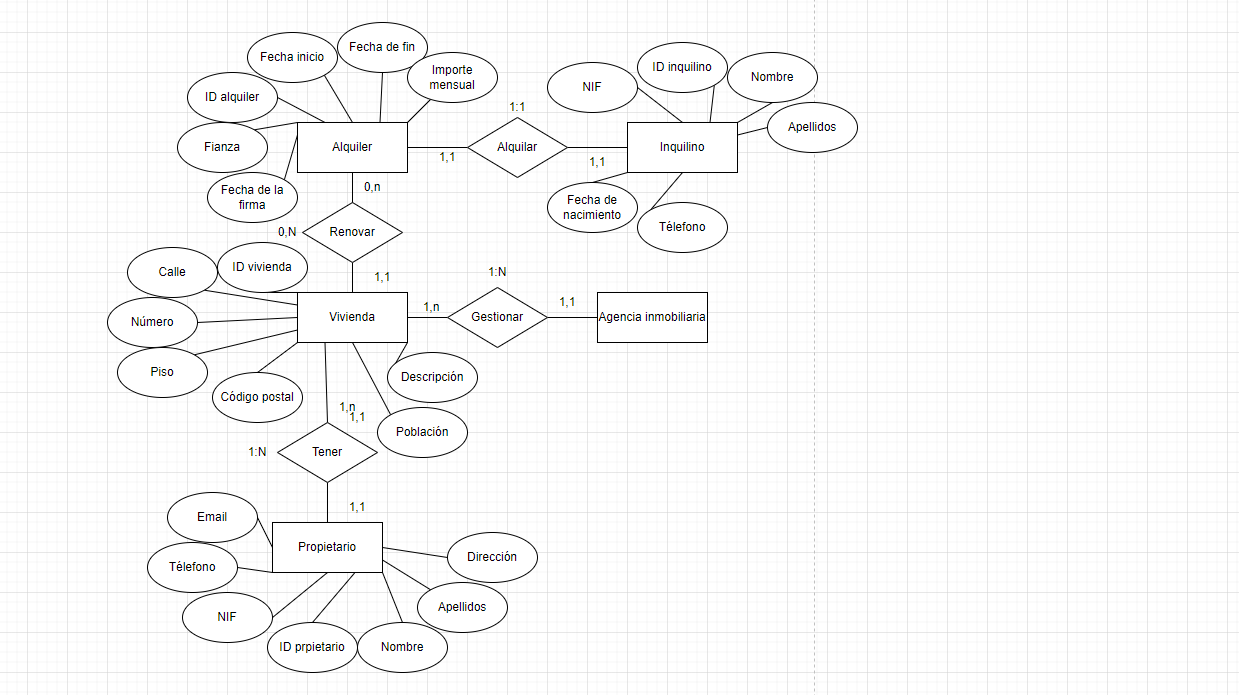 Fecha de fin
Fecha inicio
Importe
mensual
ID alquiler
Fianza
Fecha de la
firma
Alquiler
1,1
1:1
Alquilar
1,1
Inquilino
NIF
ID inquilino
Nombre
Apellidos
Fecha de
nacimiento
Télefono
0,n
0,N
Renovar
1,1
Calle
ID vivienda
Número
Piso
Código postal
Vivienda
1,n
1:N
Gestionar
1,1
Agencia inmobiliaria
Descripción
Población
1,n
1,1
1:N
Tener
1,1
Email
Télefono
NIF
Propietario
ID prpietario
Nombre
Apellidos
Dirección